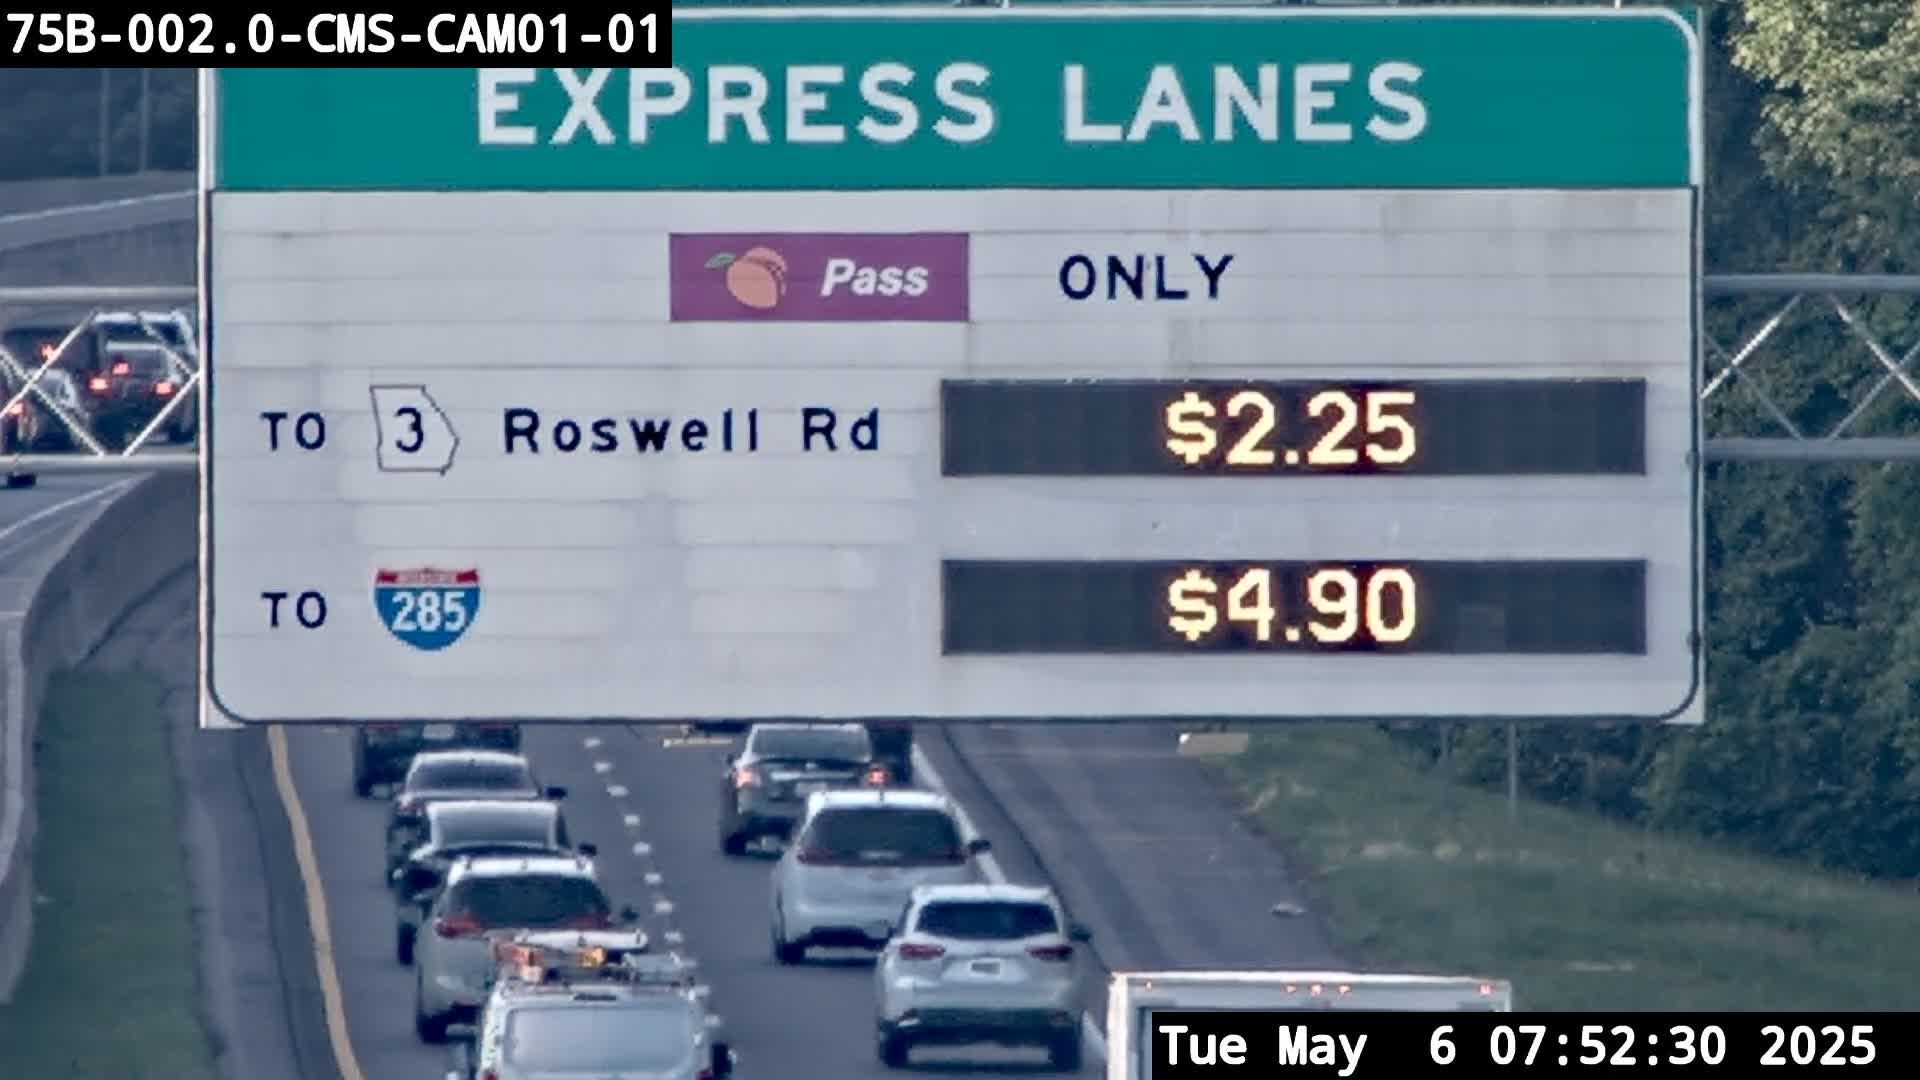 75B-002.0-CMS-CAM01-01
EXPRESS LANES
Pass ONLY
TO 3 Roswell Rd $2.25
TO 285 $4.90
Tue May 6 07:52:30 2025